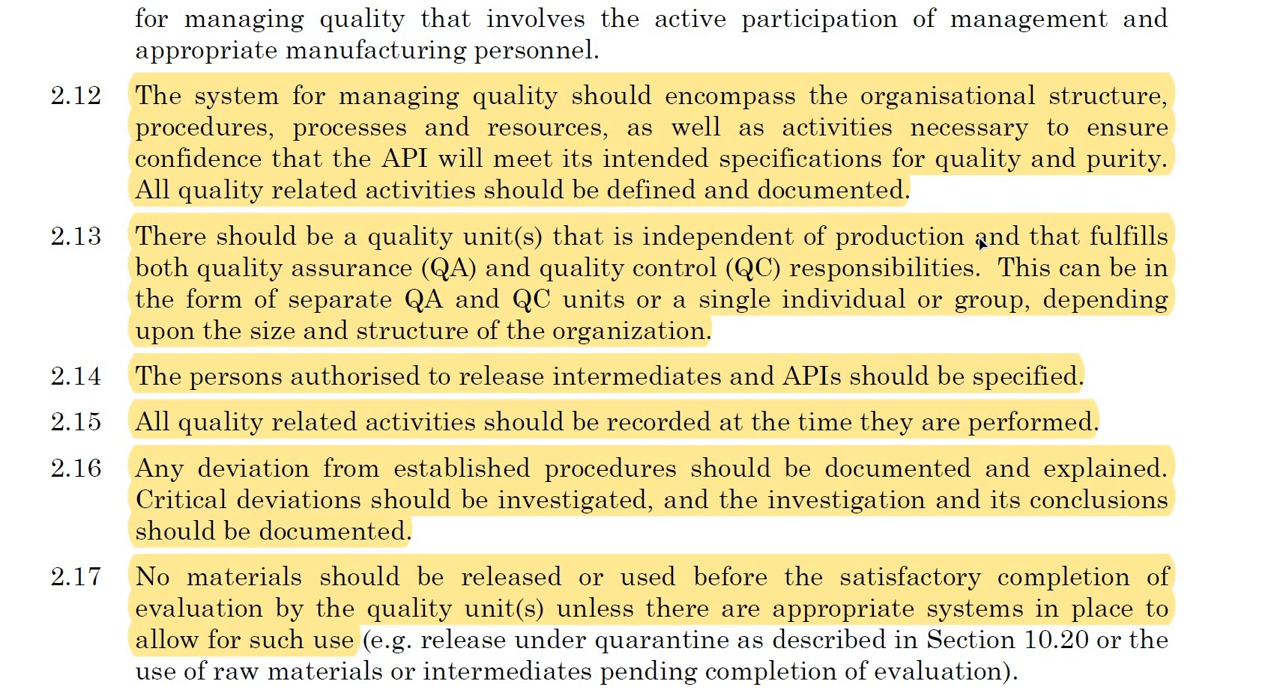 for managing quality that involves the active participation of management and
appropriate manufacturing personnel.
2.12 The system for managing quality should encompass the organisational structure,
procedures, processes and resources, as well as activities necessary to ensure
confidence that the API will meet its intended specifications for quality and purity.
All quality related activities should be defined and documented.
2.13 There should be a quality unit(s) that is independent of production and that fulfills
both quality assurance (QA) and quality control (QC) responsibilities. This can be in
the form of separate QA and QC units or a single individual or group, depending
upon the size and structure of the organization.
2.14 The persons authorised to release intermediates and APIs should be specified.
2.15 All quality related activities should be recorded at the time they are performed.
2.16 Any deviation from established procedures should be documented and explained.
Critical deviations should be investigated, and the investigation and its conclusions
should be documented.
2.17 No materials should be released or used before the satisfactory completion of
evaluation by the quality unit(s) unless there are appropriate systems in place to
allow for such use (e.g. release under quarantine as described in Section 10.20 or the
use of raw materials or intermediates pending completion of evaluation).